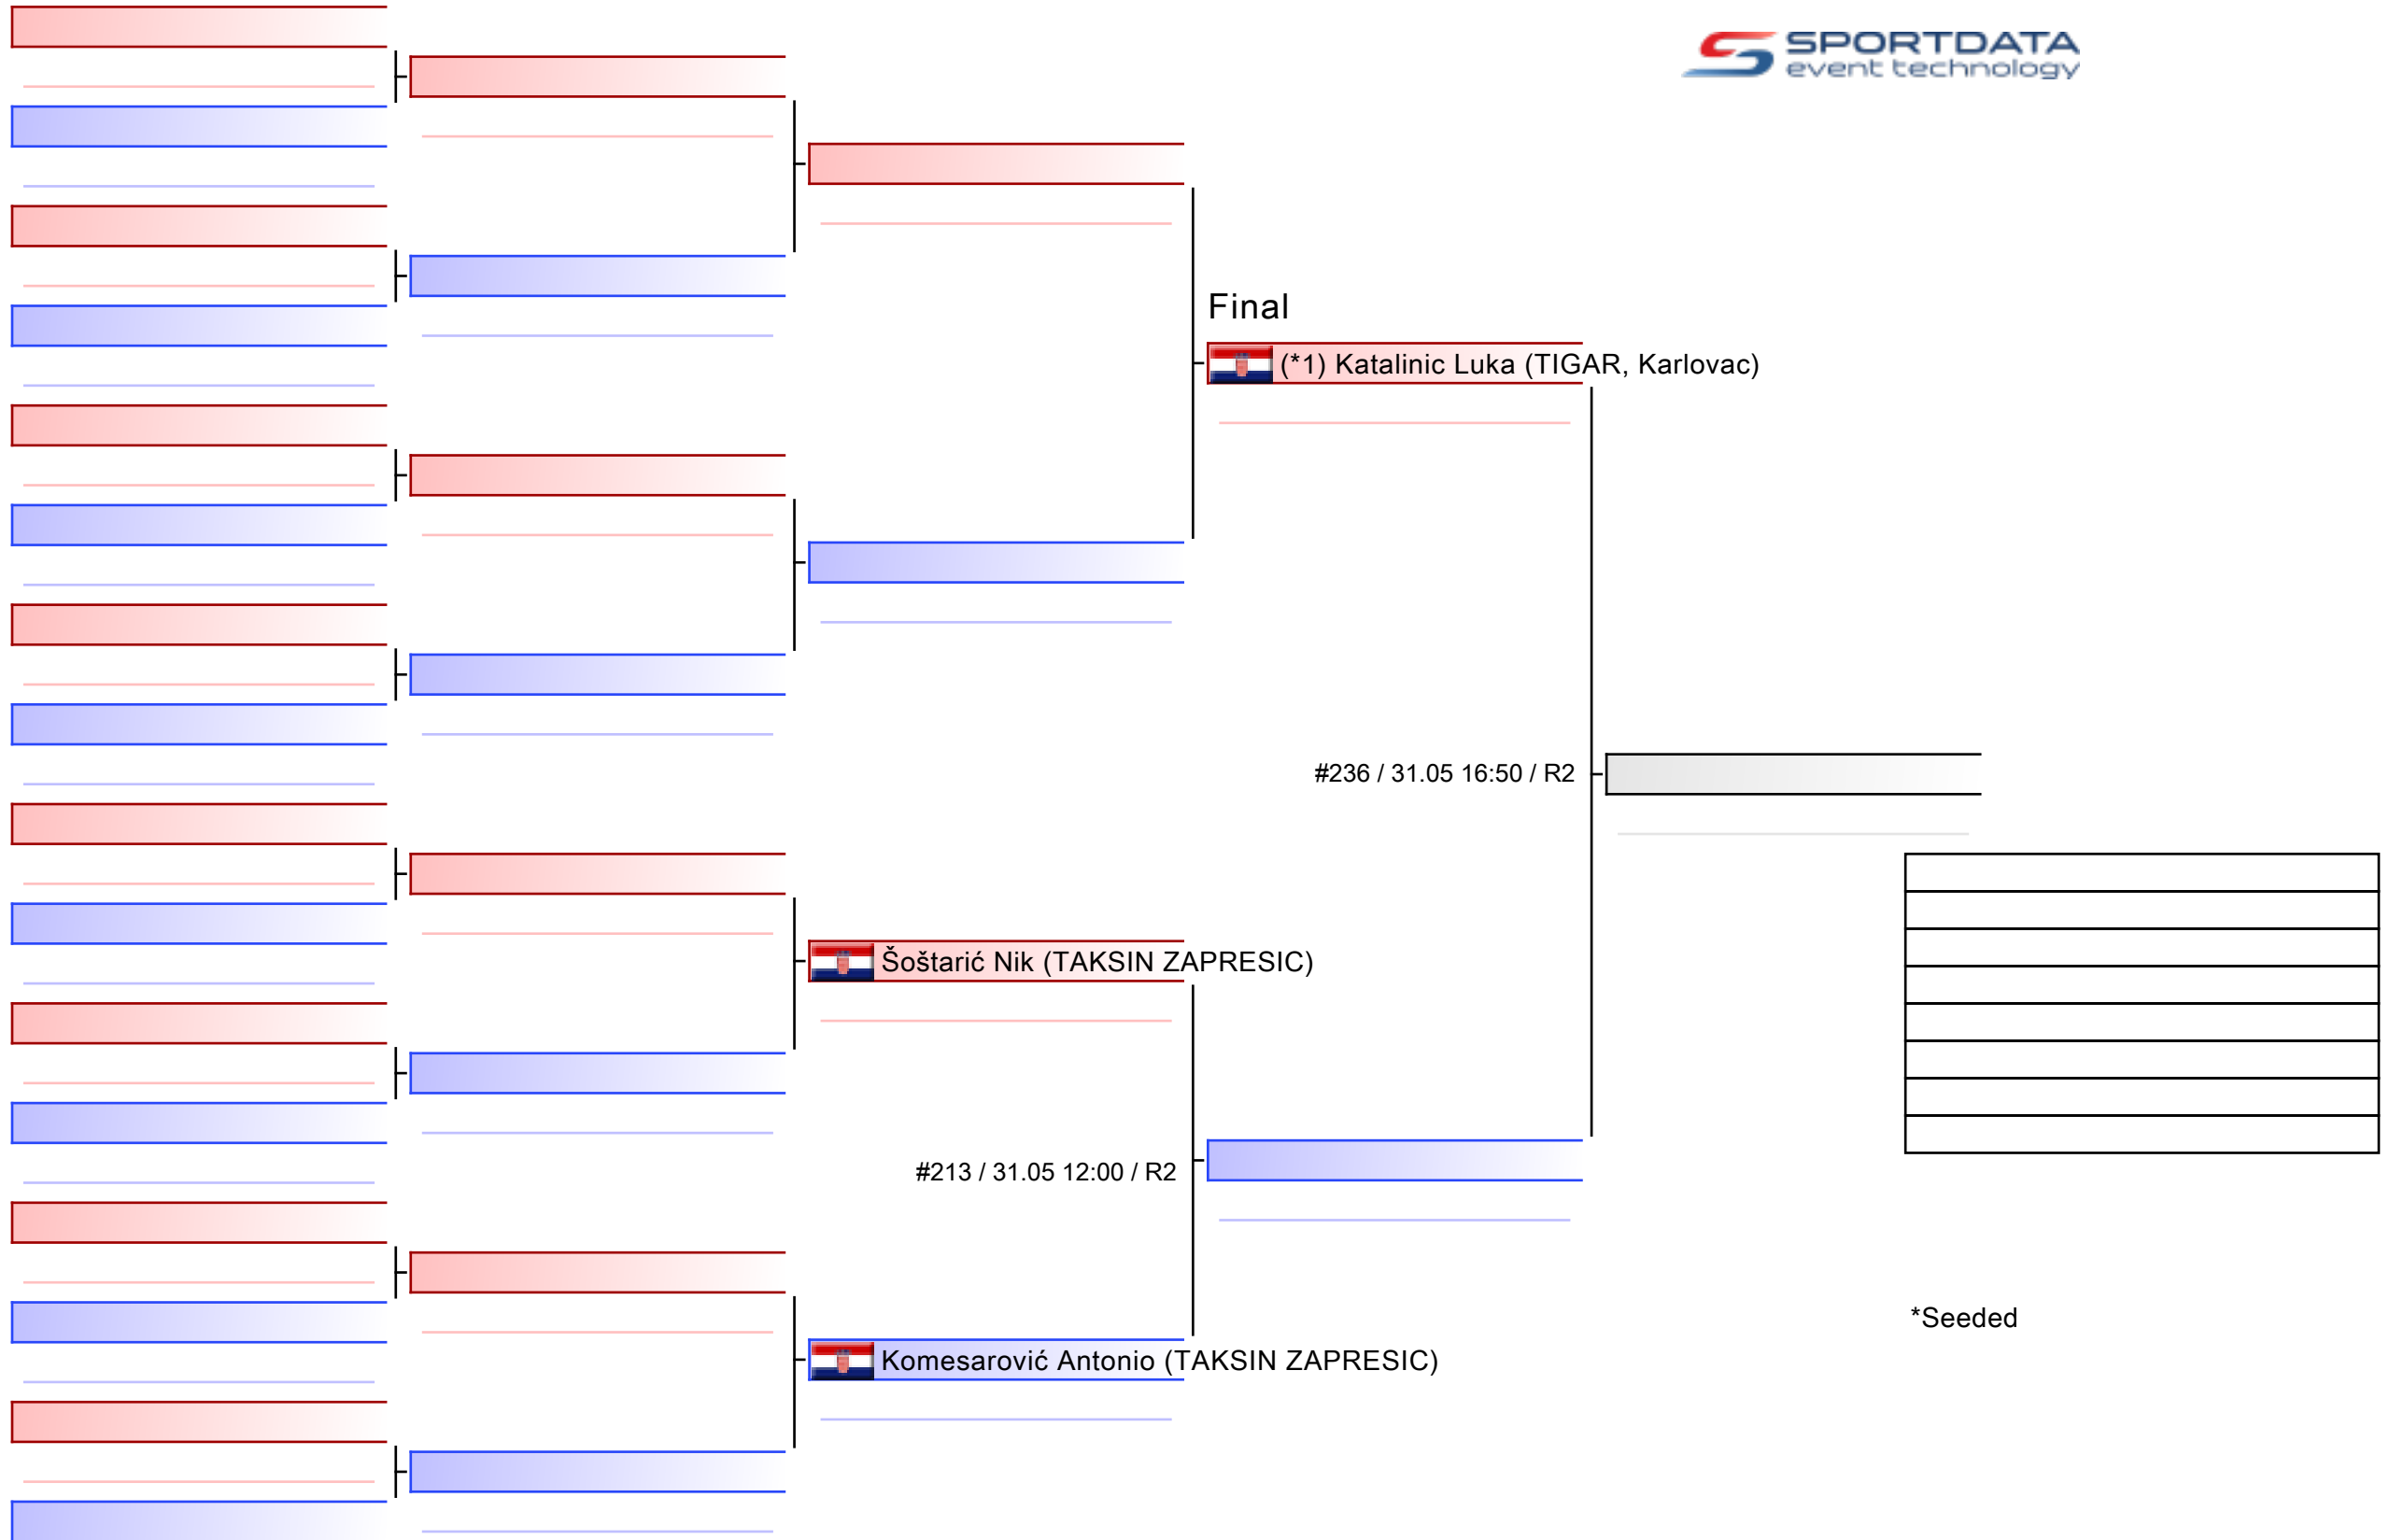 SPORTDATA
event technology
Final
(*1) Katalinic Luka (TIGAR, Karlovac)
#236 / 31.05 16:50 / R2
Šoštarić Nik (TAKSIN ZAPRESIC)
#213 / 31.05 12:00 / R2
*Seeded
Komesarović Antonio (TAKSIN ZAPRESIC)